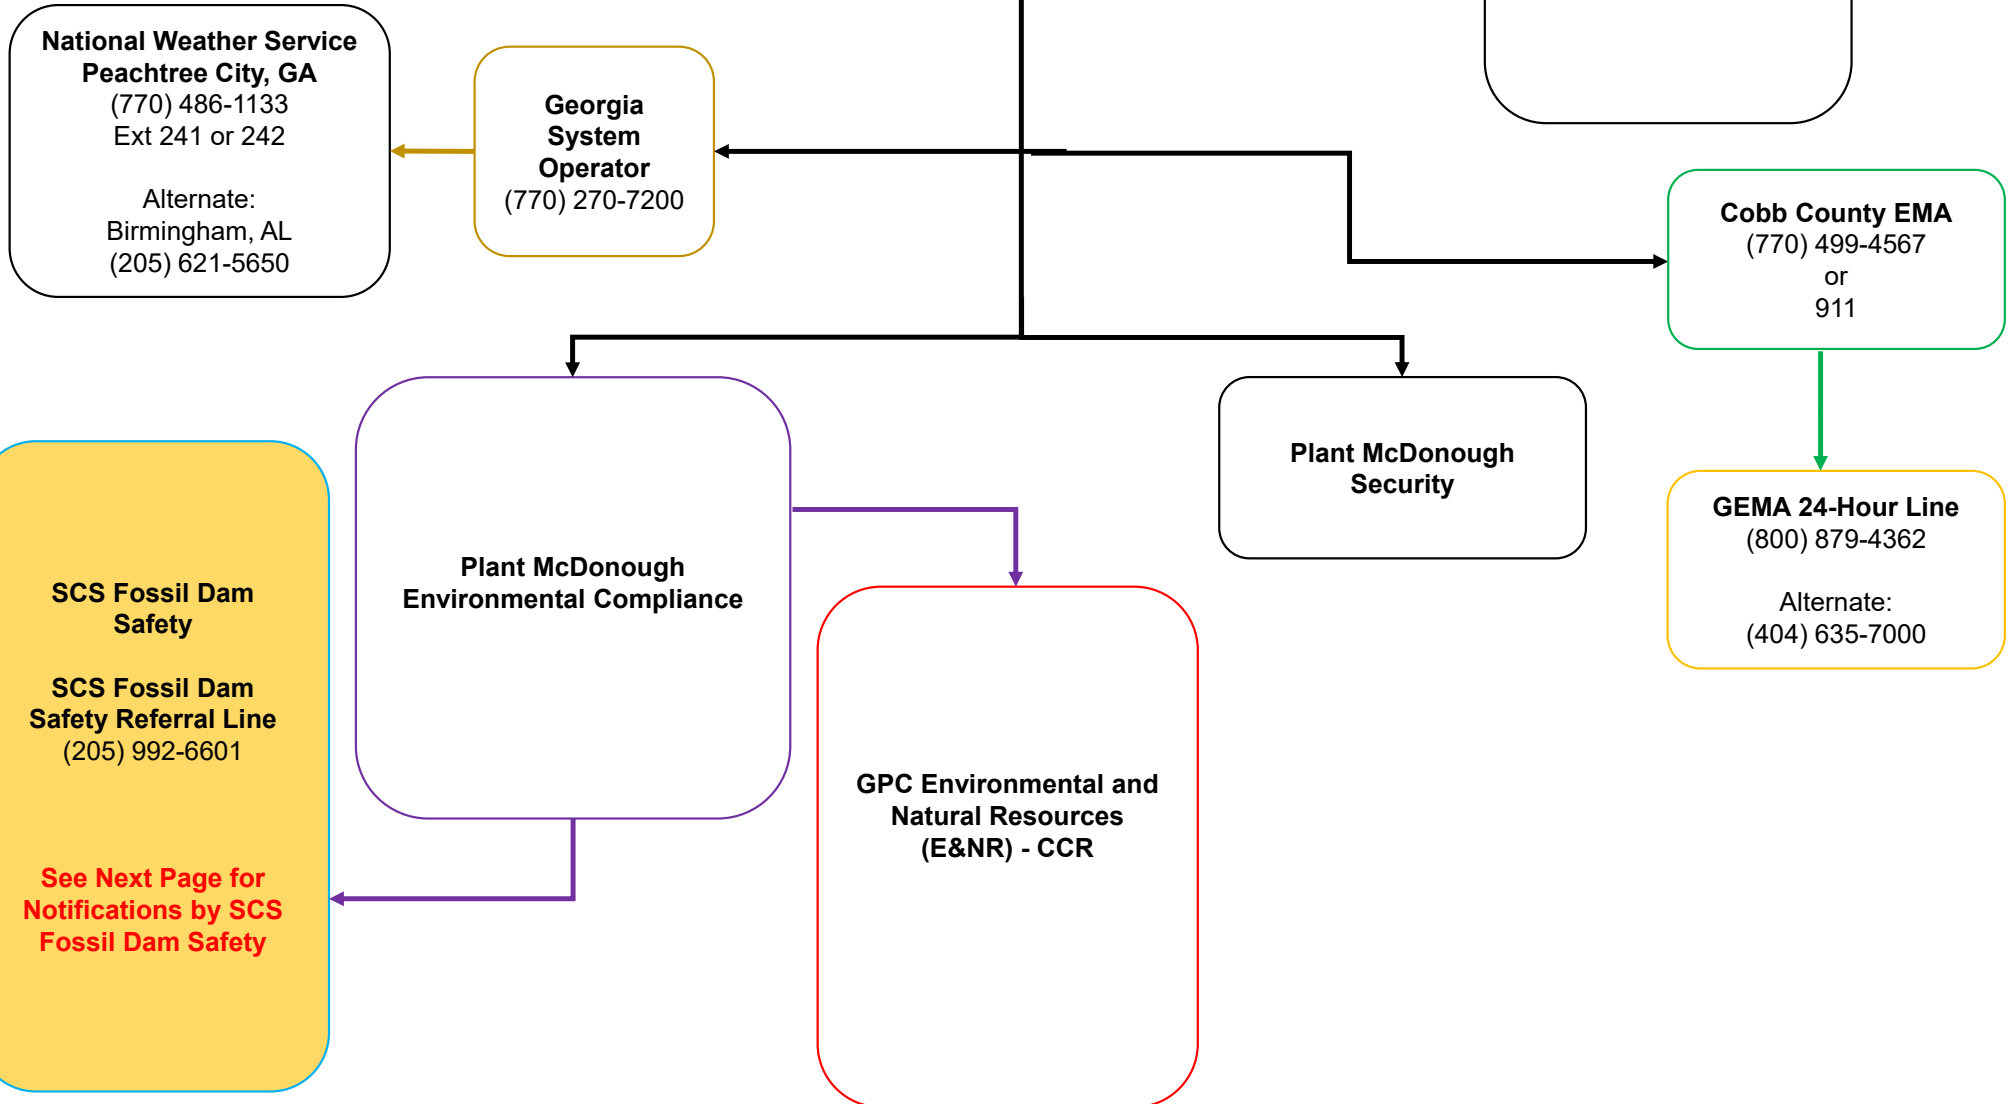 National Weather Service
Peachtree City, GA
(770) 486-1133
Ext 241 or 242
Alternate:
Birmingham, AL
(205) 621-5650
Georgia
System
Operator
(770) 270-7200
Cobb County EMA
(770) 499-4567
or
911
GEMA 24-Hour Line
(800) 879-4362
Alternate:
(404) 635-7000
Plant McDonough
Security
Plant McDonough
Environmental Compliance
GPC Environmental and
Natural Resources
(E&NR) - CCR
SCS Fossil Dam
Safety
SCS Fossil Dam
Safety Referral Line
(205) 992-6601
See Next Page for
Notifications by SCS
Fossil Dam Safety